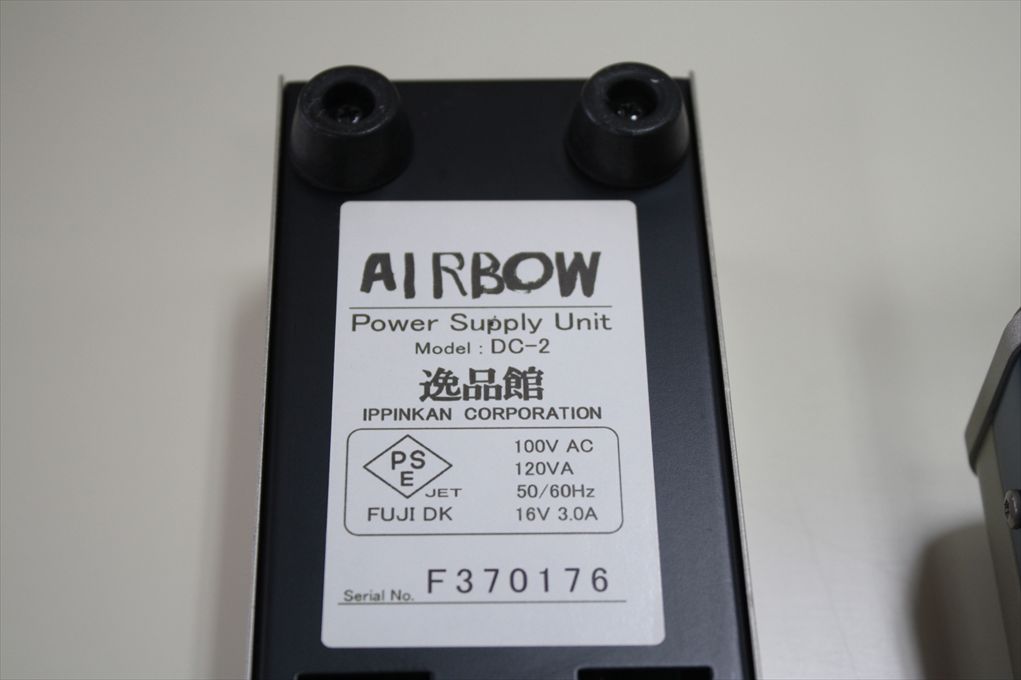 AIRBOW
Power Supply Unit
Model : DC-2
逸品館
IPPINKAN CORPORATION
PS
E
JET
FUJI DK
100V AC
120VA
50/60Hz
16V 3.0A
Serial No. F370176